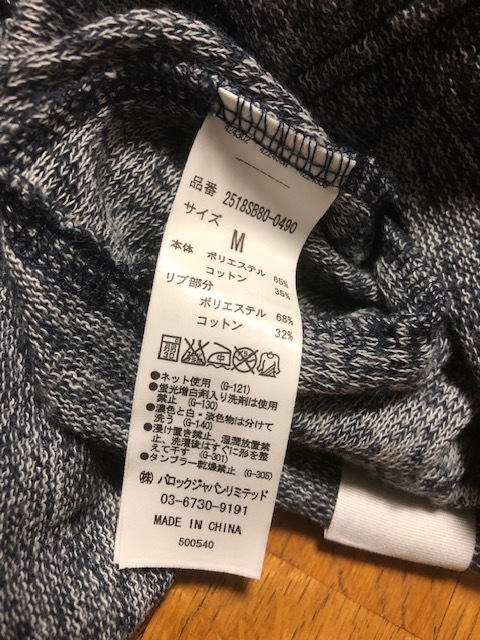 品番 2518SB80-0490
サイズ
M
本体 ポリエステル 65%
コットン 35%
リブ部分
ポリエステル 68%
コットン 32%
中
●ネット使用 (G-121)
●蛍光増白剤入り洗剤は使用
禁止 (G-130)
●濃色と白・淡色物は分けて
洗う (G-140)
●浸け置き禁止、湿潤放置禁
止、洗濯後はすぐに形を整
えて干す (G-301)
●タンブラー乾燥禁止 (G-305)
㈱ バロックジャパンリミテッド
03-6730-9191
MADE IN CHINA
500540